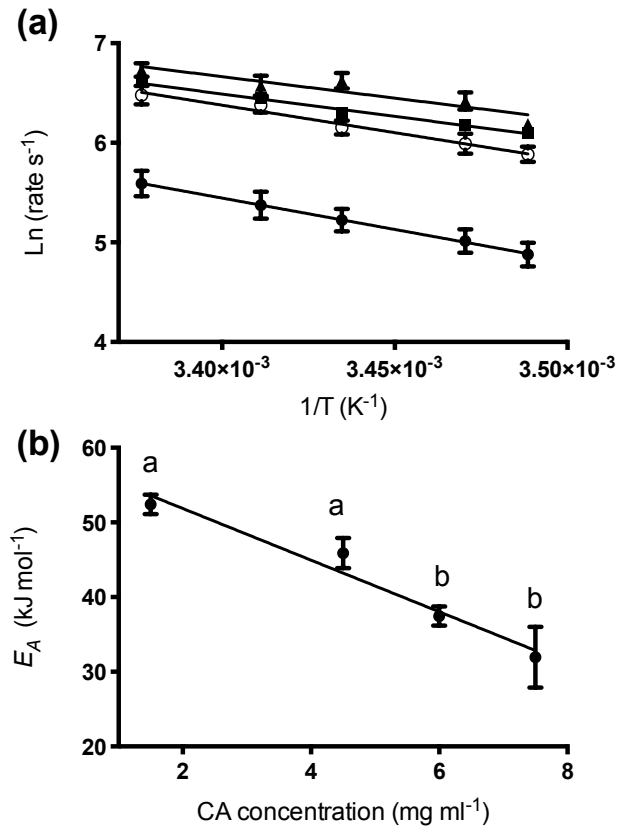 (a)
7
6
5
4
Ln (rate s⁻¹)
3.40×10⁻³
3.45×10⁻³
3.50×10⁻³
1/T (K⁻¹)
(b)
60
50
40
30
20
E_A (kJ mol⁻¹)
a
a
b
b
2
4
6
8
CA concentration (mg ml⁻¹)